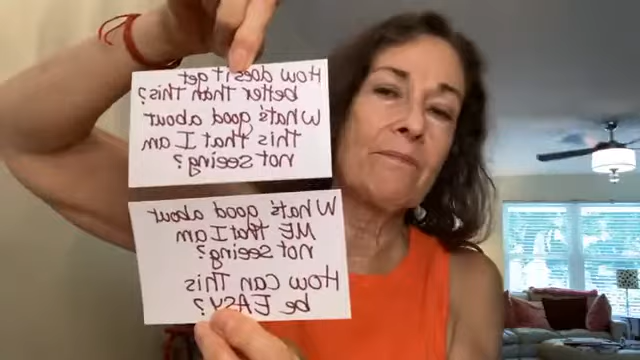 How does it get
better than this?
What's good about
this that I am
not seeing?
What's good about
ME that I am
not seeing?
How can This
be EASY?